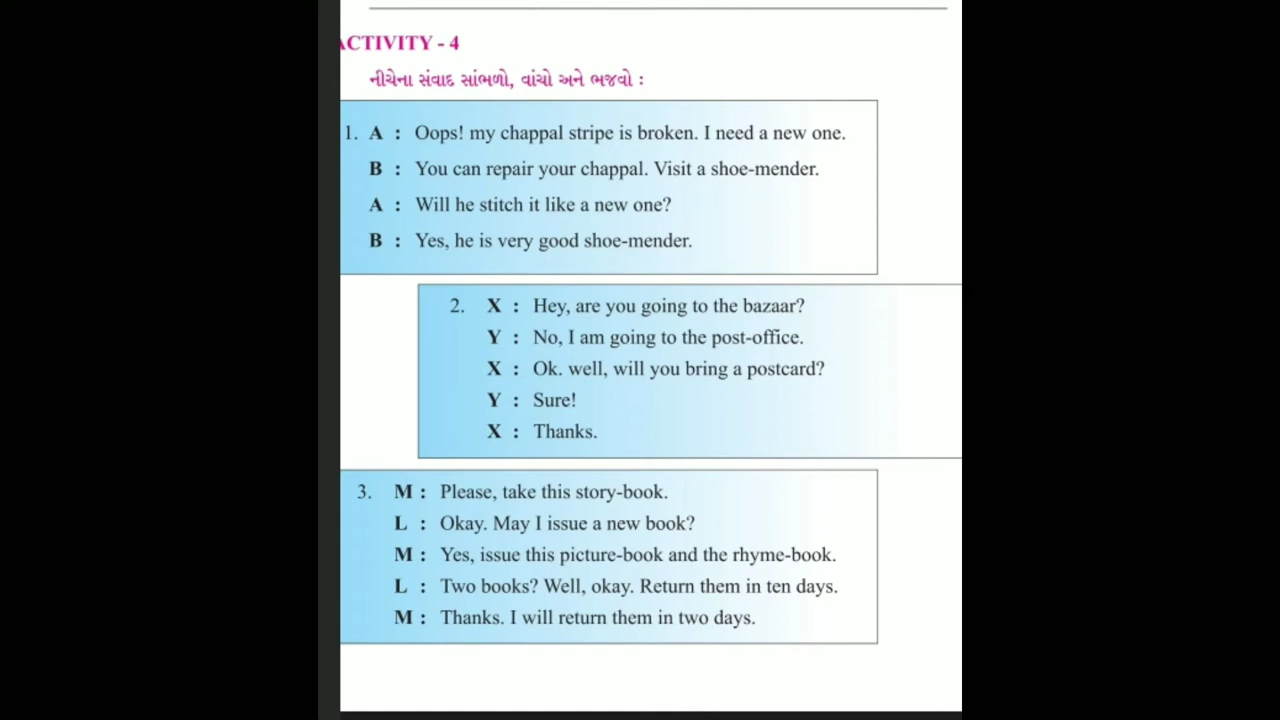 ACTIVITY - 4
નીચેના સંવાદ સાંભળો, વાંચો અને ભજવો :
1. A : Oops! my chappal stripe is broken. I need a new one.
B : You can repair your chappal. Visit a shoe-mender.
A : Will he stitch it like a new one?
B : Yes, he is very good shoe-mender.
2. X : Hey, are you going to the bazaar?
Y : No, I am going to the post-office.
X : Ok. well, will you bring a postcard?
Y : Sure!
X : Thanks.
3. M : Please, take this story-book.
L : Okay. May I issue a new book?
M : Yes, issue this picture-book and the rhyme-book.
L : Two books? Well, okay. Return them in ten days.
M : Thanks. I will return them in two days.